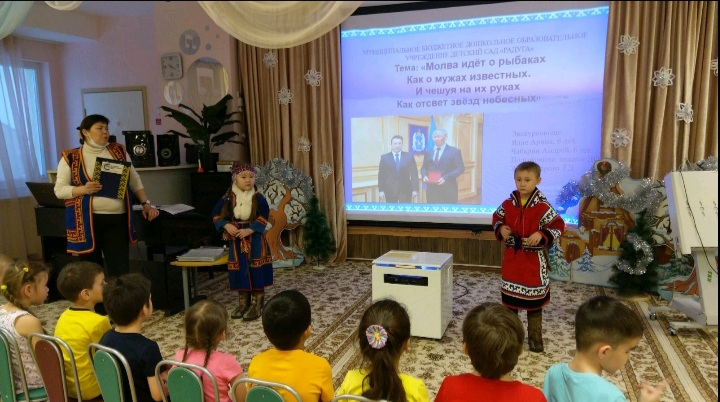 МУНИЦИПАЛЬНОЕ БЮДЖЕТНОЕ ДОШКОЛЬНОЕ ОБРАЗОВАТЕЛЬНОЕ
УЧРЕЖДЕНИЕ ДЕТСКИЙ САД «РАДУГА»
Тема: «Молва идёт о рыбаках
Как о мужах известных.
И чешуя на их руках
Как отсвет звёзд небесных»
Экскурсоводы: